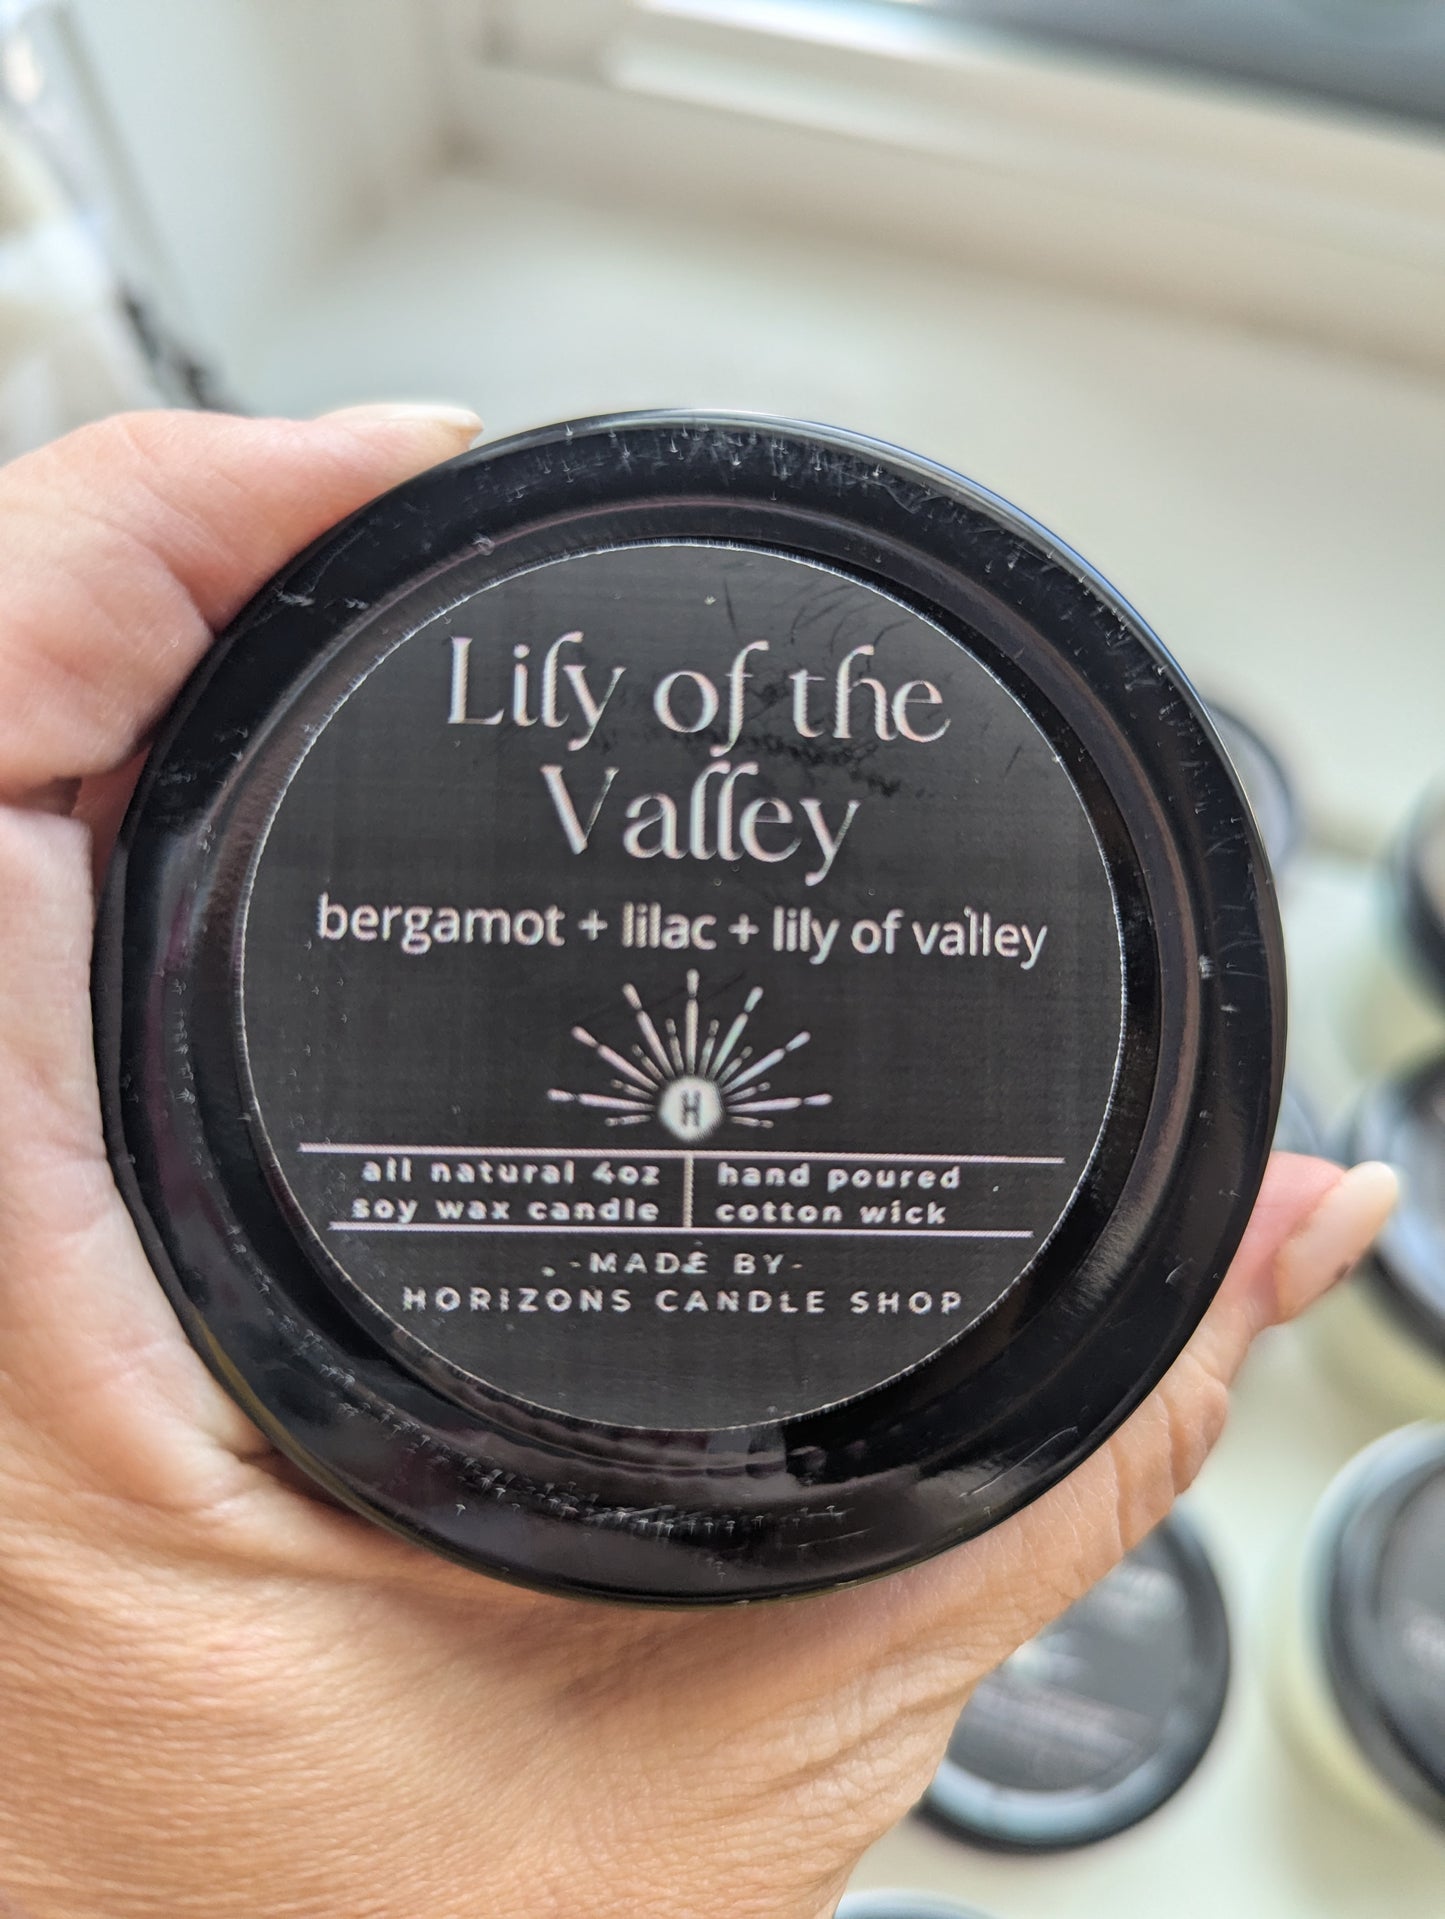 Lily of the
Valley
bergamot + lilac + lily of valley
H
all natural 4oz | hand poured
soy wax candle | cotton wick
-MADE BY-
HORIZONS CANDLE SHOP